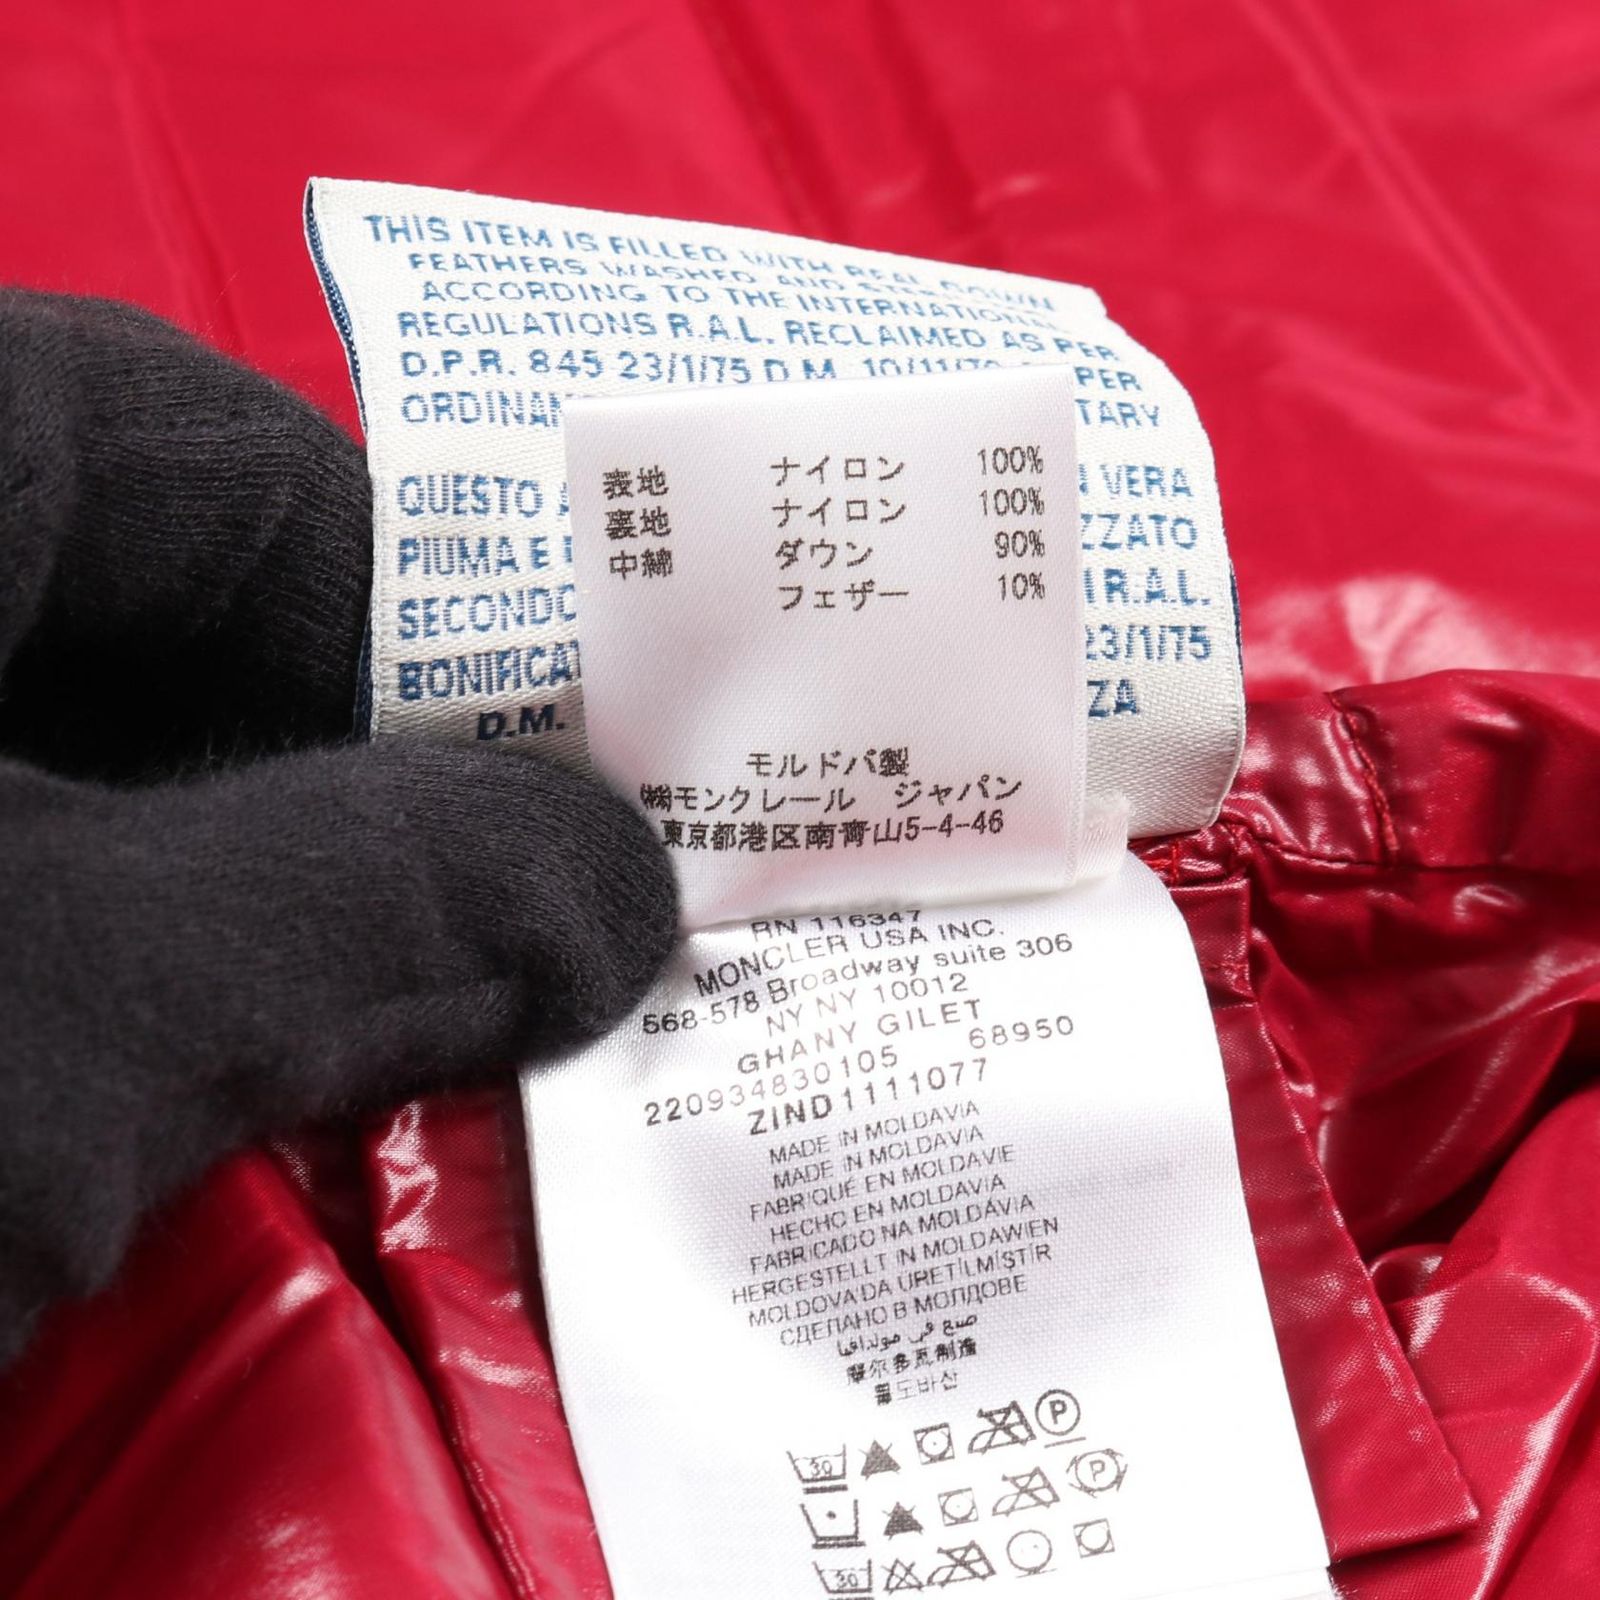 THIS ITEM IS FILLED WITH REAL DOWN
FEATHERS WASHED AND
ACCORDING TO THE INTERNATIONAL
REGULATIONS R.A.L. RECLAIMED AS PER
D.P.R. 845 23/1/75 D.M. 10/11/76 PER
TARY
QUESTO
VERA
PIUMA E
ZZATO
R.A.L.
23/1/75
D.M.
ZA
表地 ナイロン 100%
裏地 ナイロン 100%
中綿 ダウン 90%
フェザー 10%
モルドバ製
㈱モンクレール ジャパン
東京都港区南青山5-4-46
RN 116347
MONCLER USA INC.
568-578 Broadway suite 306
NY NY 10012
GHANY GILET
220934830105 68950
ZIND1111077
MADE IN MOLDAVIA
MADE IN MOLDAVIA
FABRIQUÉ EN MOLDAVIE
HECHO EN MOLDAVIA
FABRICADO NA MOLDÁVIA
HERGESTELLT IN MOLDAWIEN
MOLDOVA'DA ÜRETİLMİŞTİR
СДЕЛАНО В МОЛДОВЕ
صنع في مولدافيا
摩尔多瓦制造
몰도바산
30 P
P
30